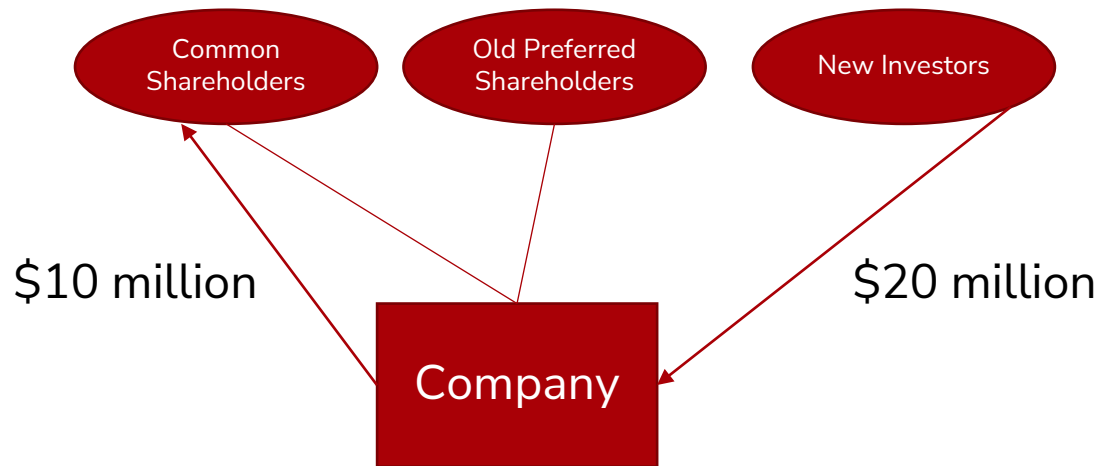 Common
Shareholders
Old Preferred
Shareholders
New Investors
$10 million
$20 million
Company